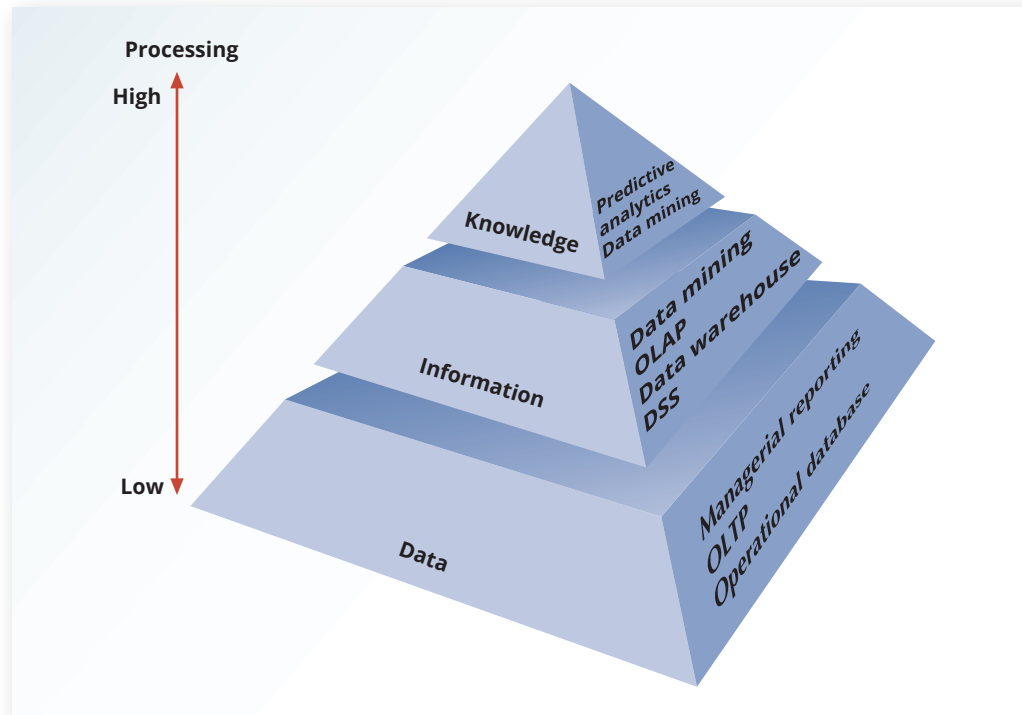 Processing
High
Low
Knowledge
Predictive
analytics
Data mining
Information
Data mining
OLAP
Data warehouse
DSS
Data
Managerial reporting
OLTP
Operational database